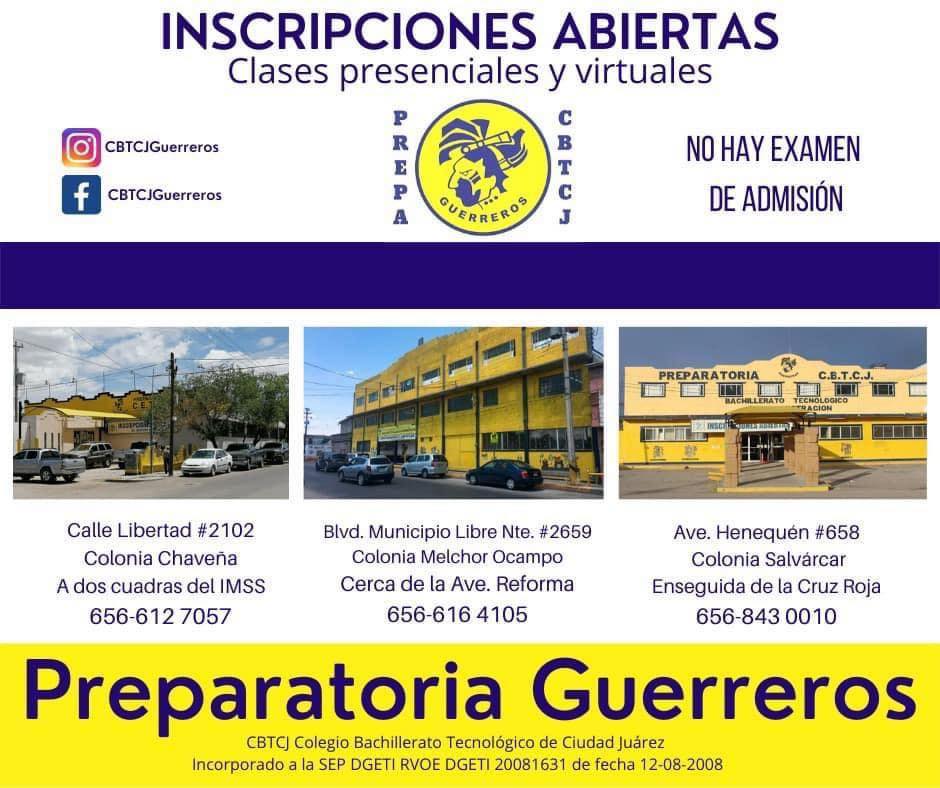 INSCRIPCIONES ABIERTAS
Clases presenciales y virtuales
CBTCJGuerreros
CBTCJGuerreros
PREPA
CBTCJ
GUERREROS
NO HAY EXAMEN
DE ADMISIÓN
PREPARATORIA C.B.T.C.J.
BACHILLERATO TECNOLÓGICO
INSCRIPCIONES ABIERTAS
Calle Libertad #2102
Colonia Chaveña
A dos cuadras del IMSS
656-612 7057
Blvd. Municipio Libre Nte. #2659
Colonia Melchor Ocampo
Cerca de la Ave. Reforma
656-616 4105
Ave. Henequén #658
Colonia Salvárcar
Enseguida de la Cruz Roja
656-843 0010
Preparatoria Guerreros
CBTCJ Colegio Bachillerato Tecnológico de Ciudad Juárez
Incorporado a la SEP DGETI RVOE DGETI 20081631 de fecha 12-08-2008